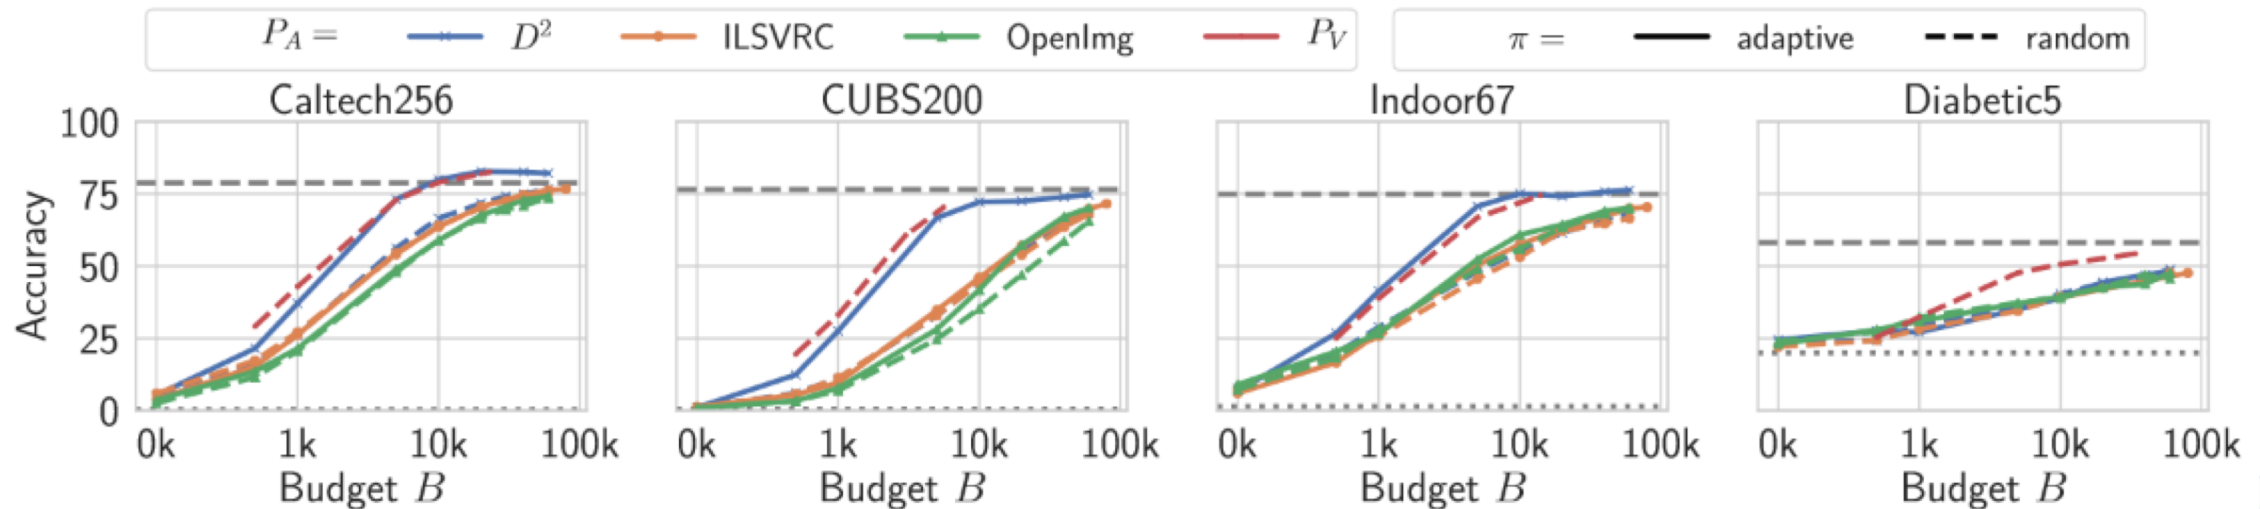 P_A = D² ILSVRC OpenImg P_V π = adaptive random
Caltech256 CUBS200 Indoor67 Diabetic5
100
75
50
25
0
Accuracy
0k 1k 10k 100k 0k 1k 10k 100k 0k 1k 10k 100k 0k 1k 10k 100k
Budget B Budget B Budget B Budget B